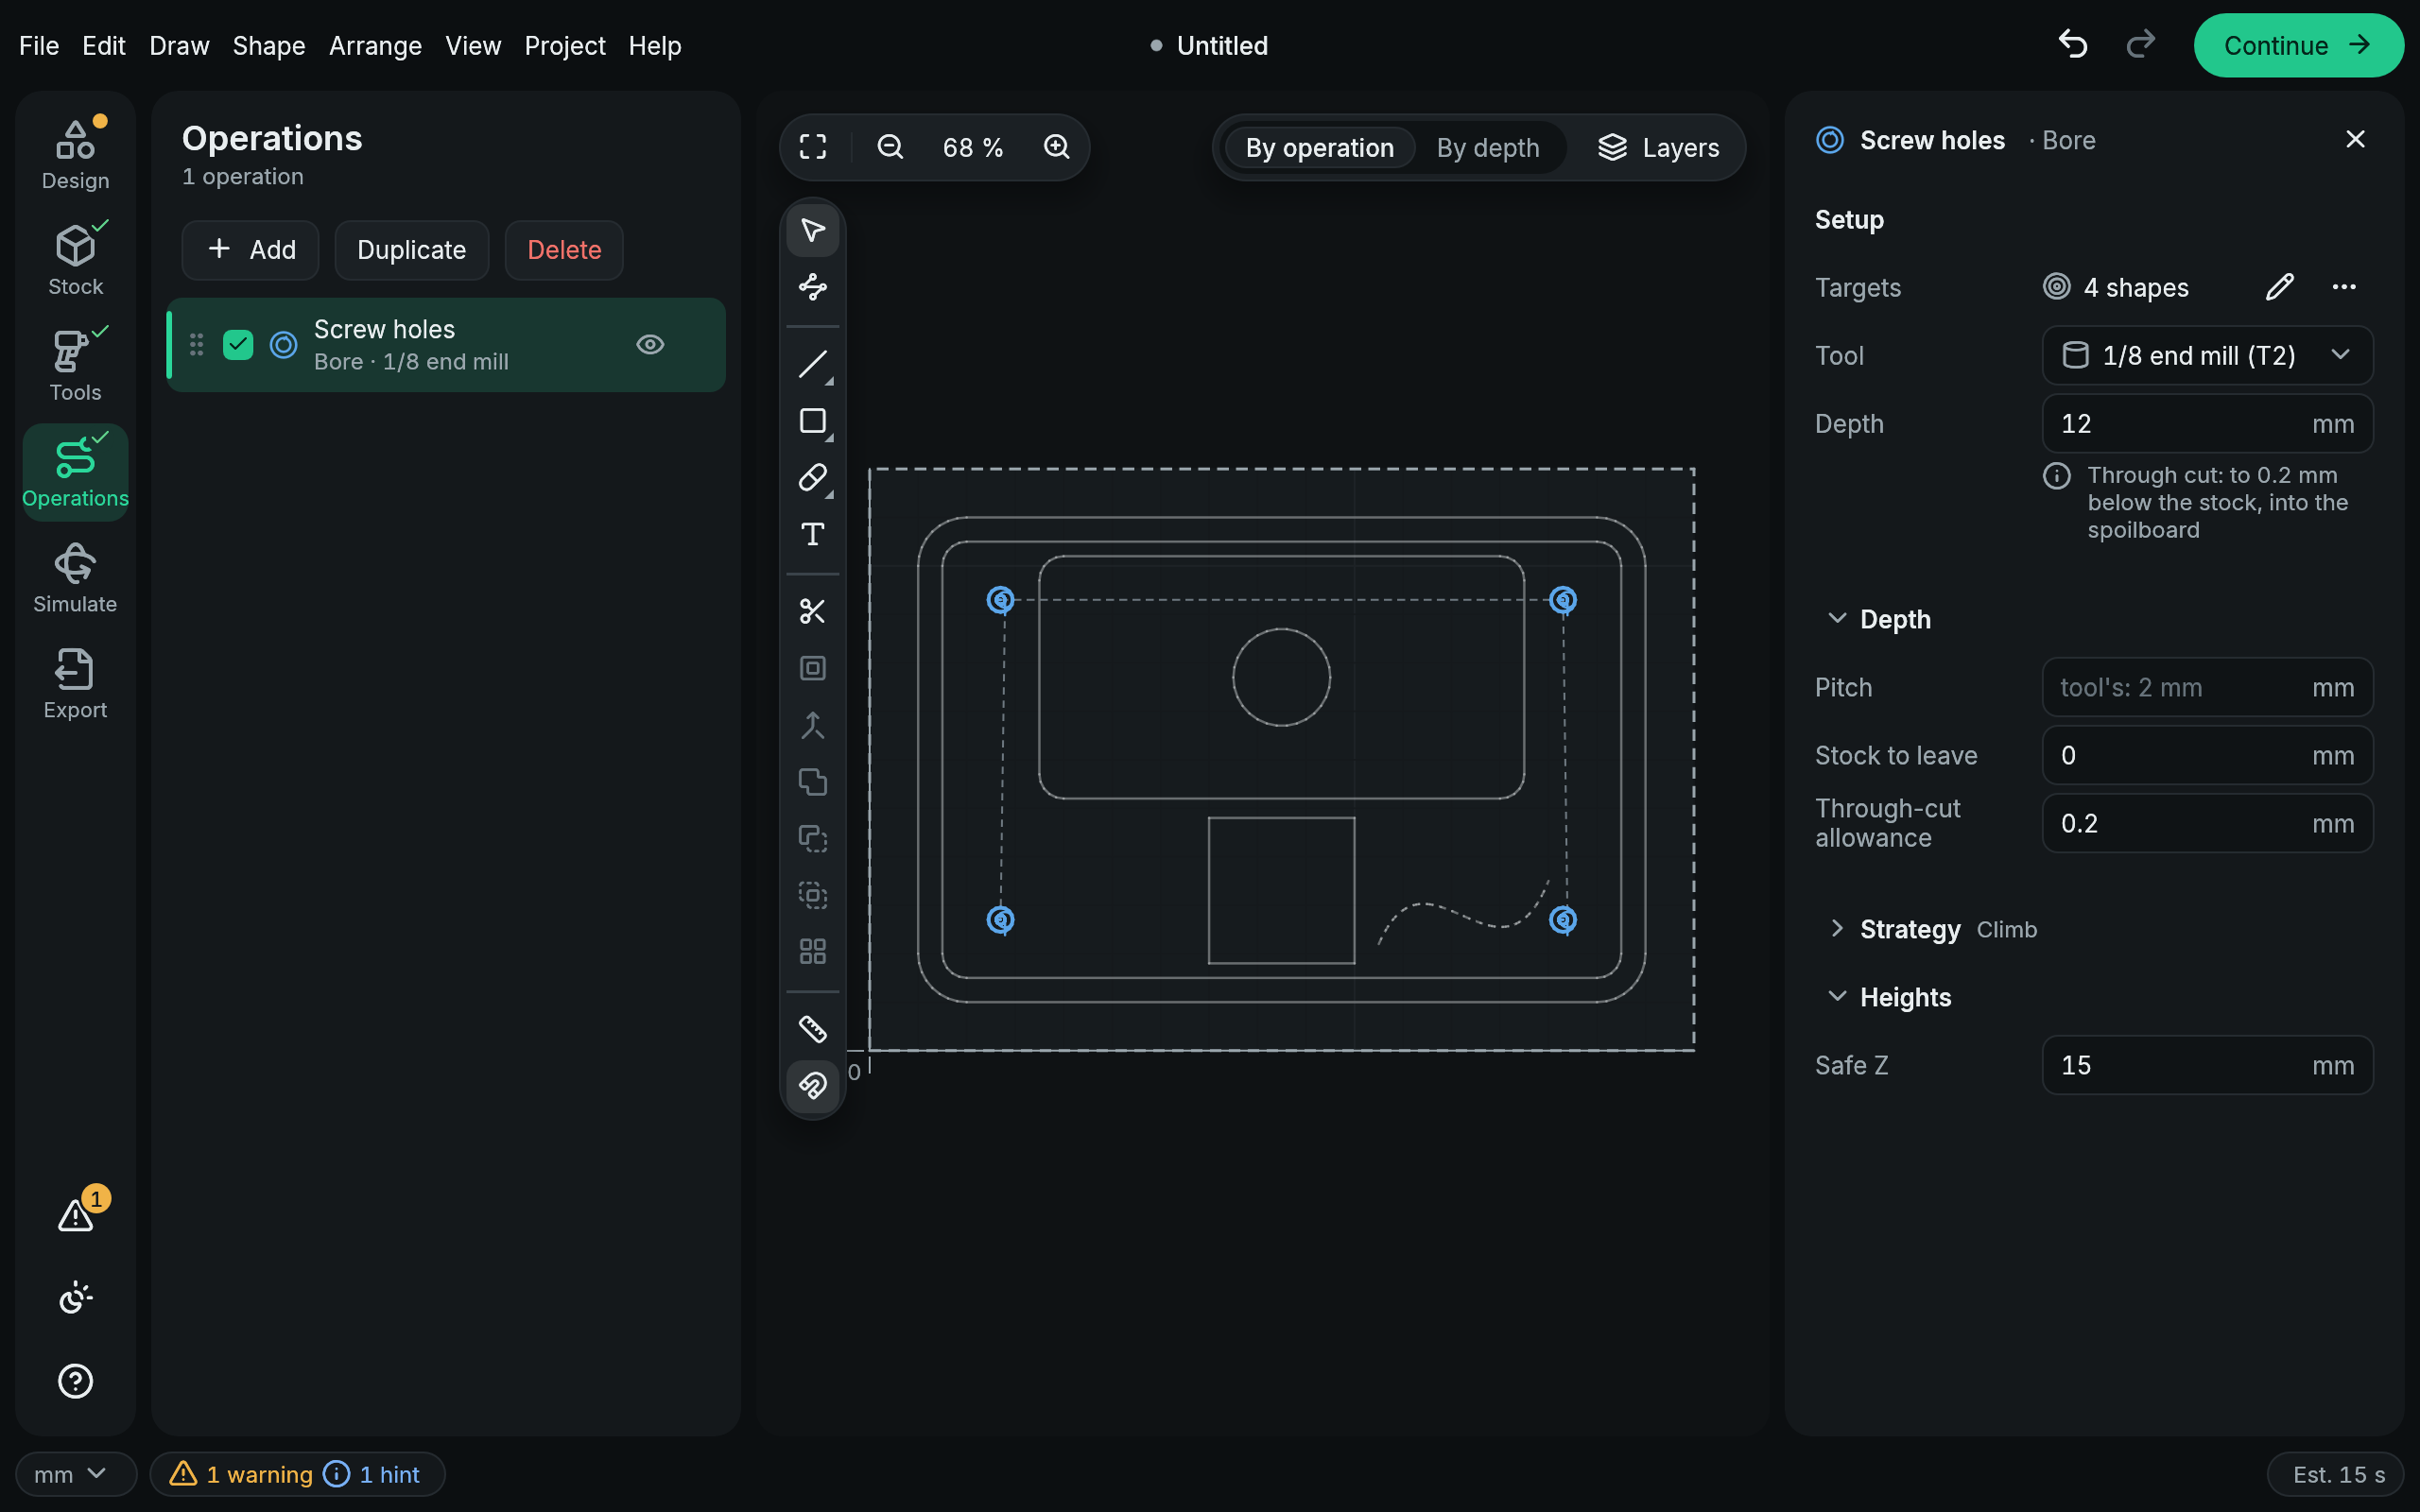 File Edit Draw Shape Arrange View Project Help
Untitled
Continue
Design
Stock
Tools
Operations
Simulate
Export
1
Operations
1 operation
Add
Duplicate
Delete
Screw holes
Bore · 1/8 end mill
68 %
By operation
By depth
Layers
0
Screw holes · Bore
Setup
Targets
4 shapes
Tool
1/8 end mill (T2)
Depth
12 mm
Through cut: to 0.2 mm
below the stock, into the
spoilboard
Depth
Pitch
tool's: 2 mm mm
Stock to leave
0 mm
Through-cut
allowance
0.2 mm
Strategy Climb
Heights
Safe Z
15 mm
mm
1 warning
1 hint
Est. 15 s